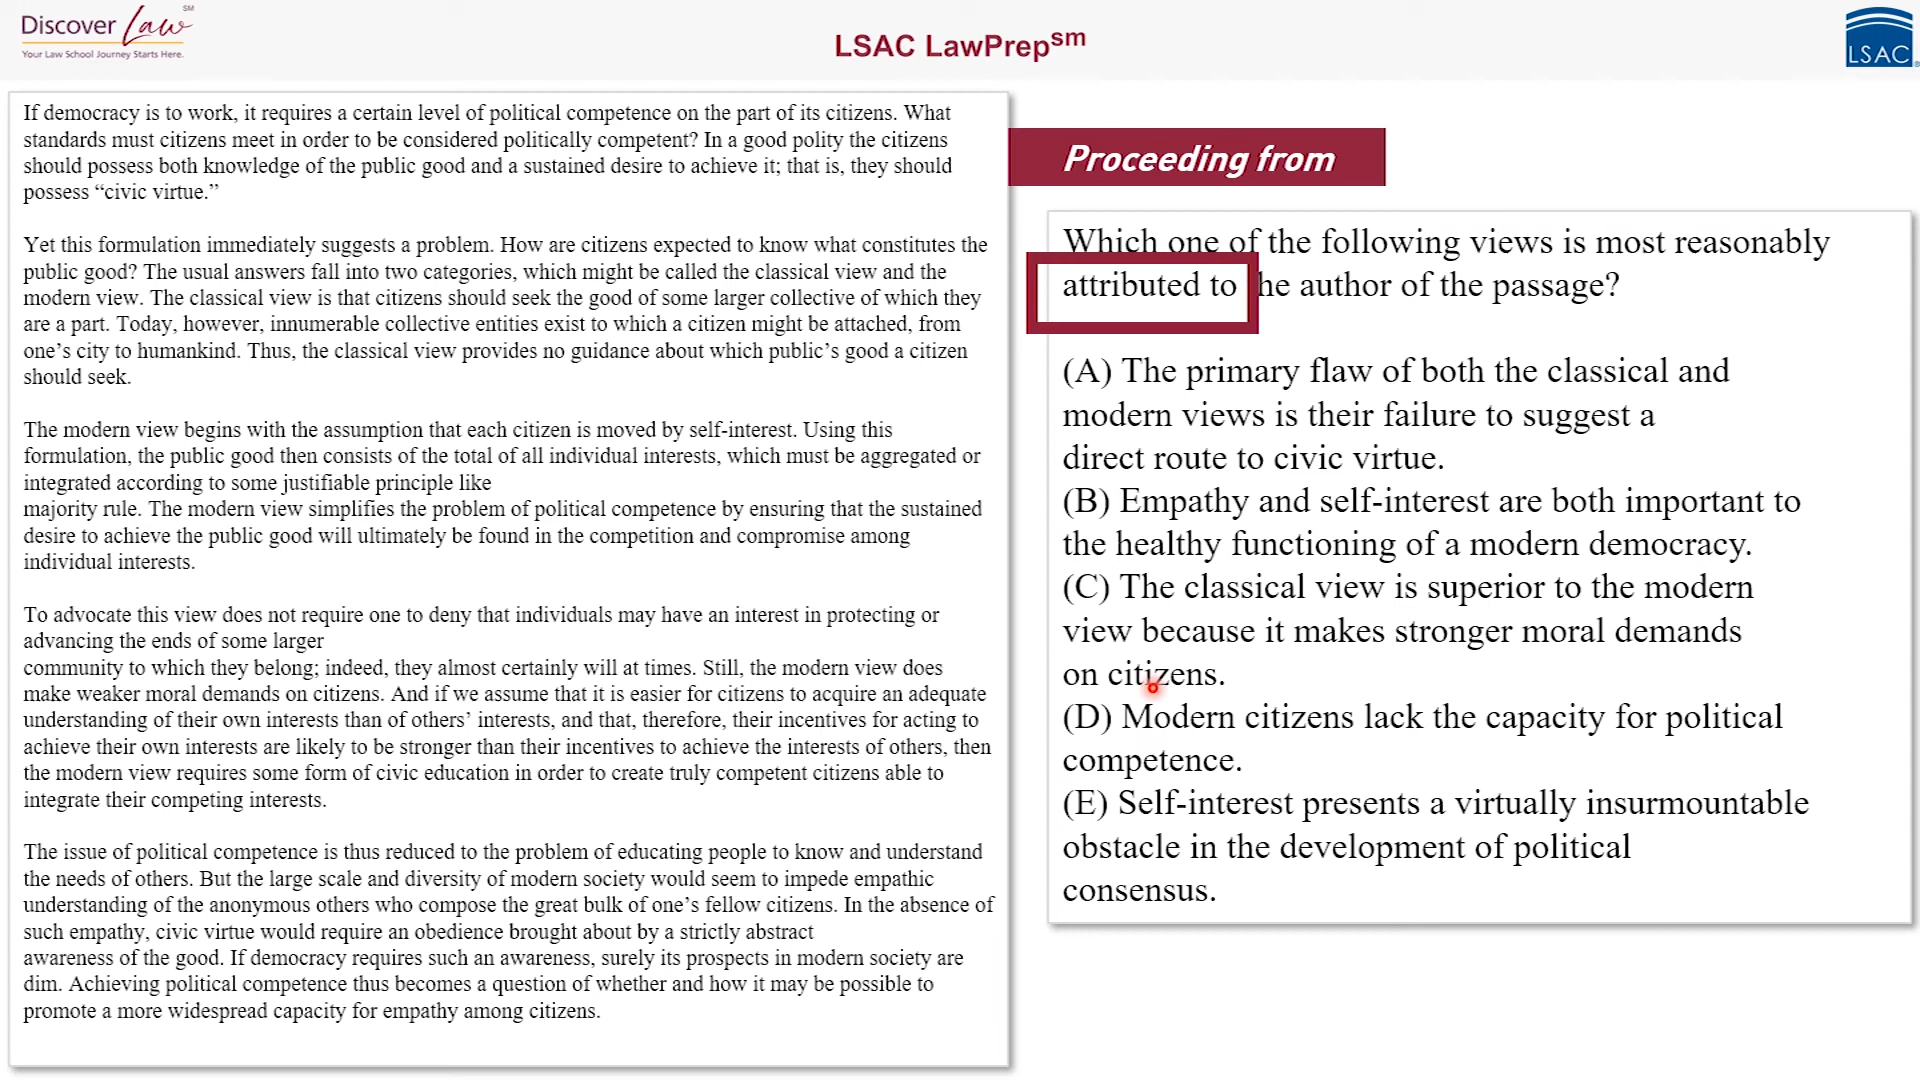 Discover Law SM
Your Law School Journey Starts Here.
LSAC LawPrepsm
LSAC®
If democracy is to work, it requires a certain level of political competence on the part of its citizens. What
standards must citizens meet in order to be considered politically competent? In a good polity the citizens
should possess both knowledge of the public good and a sustained desire to achieve it; that is, they should
possess “civic virtue.”
Yet this formulation immediately suggests a problem. How are citizens expected to know what constitutes the
public good? The usual answers fall into two categories, which might be called the classical view and the
modern view. The classical view is that citizens should seek the good of some larger collective of which they
are a part. Today, however, innumerable collective entities exist to which a citizen might be attached, from
one’s city to humankind. Thus, the classical view provides no guidance about which public’s good a citizen
should seek.
The modern view begins with the assumption that each citizen is moved by self-interest. Using this
formulation, the public good then consists of the total of all individual interests, which must be aggregated or
integrated according to some justifiable principle like
majority rule. The modern view simplifies the problem of political competence by ensuring that the sustained
desire to achieve the public good will ultimately be found in the competition and compromise among
individual interests.
To advocate this view does not require one to deny that individuals may have an interest in protecting or
advancing the ends of some larger
community to which they belong; indeed, they almost certainly will at times. Still, the modern view does
make weaker moral demands on citizens. And if we assume that it is easier for citizens to acquire an adequate
understanding of their own interests than of others’ interests, and that, therefore, their incentives for acting to
achieve their own interests are likely to be stronger than their incentives to achieve the interests of others, then
the modern view requires some form of civic education in order to create truly competent citizens able to
integrate their competing interests.
The issue of political competence is thus reduced to the problem of educating people to know and understand
the needs of others. But the large scale and diversity of modern society would seem to impede empathic
understanding of the anonymous others who compose the great bulk of one’s fellow citizens. In the absence of
such empathy, civic virtue would require an obedience brought about by a strictly abstract
awareness of the good. If democracy requires such an awareness, surely its prospects in modern society are
dim. Achieving political competence thus becomes a question of whether and how it may be possible to
promote a more widespread capacity for empathy among citizens.
Proceeding from
Which one of the following views is most reasonably
attributed to he author of the passage?
(A) The primary flaw of both the classical and
modern views is their failure to suggest a
direct route to civic virtue.
(B) Empathy and self-interest are both important to
the healthy functioning of a modern democracy.
(C) The classical view is superior to the modern
view because it makes stronger moral demands
on citizens.
(D) Modern citizens lack the capacity for political
competence.
(E) Self-interest presents a virtually insurmountable
obstacle in the development of political
consensus.